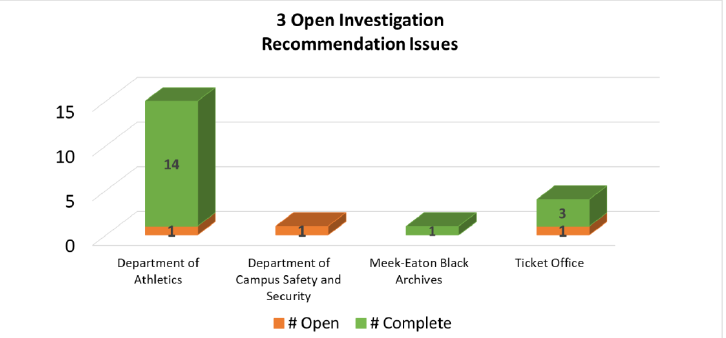 3 Open Investigation
Recommendation Issues
15
10
5
0
14
1
1
1
3
1
Department of
Athletics
Department of
Campus Safety and
Security
Meek-Eaton Black
Archives
Ticket Office
# Open
# Complete